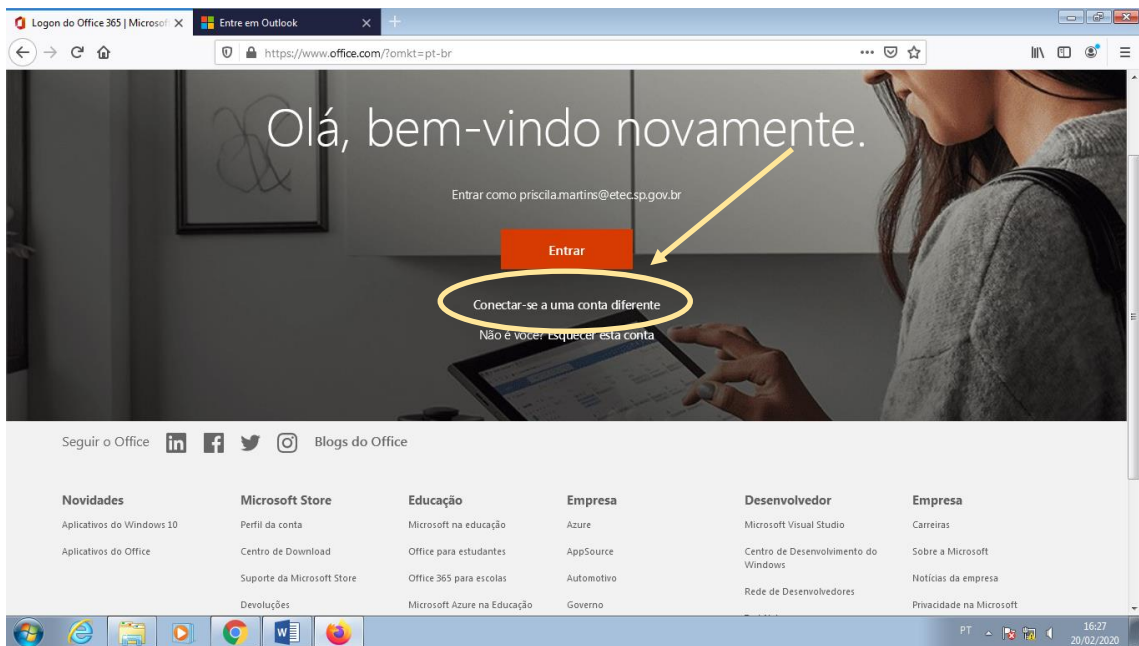 Logon do Office 365 | Microsof
Entre em Outlook
https://www.office.com/?omkt=pt-br
Olá, bem-vindo novamente.
Entrar como priscila.martins@etec.sp.gov.br
Entrar
Conectar-se a uma conta diferente
Não é você? Esquecer esta conta
Seguir o Office
Blogs do Office
Novidades
Aplicativos do Windows 10
Aplicativos do Office
Microsoft Store
Perfil da conta
Centro de Download
Suporte da Microsoft Store
Devoluções
Educação
Microsoft na educação
Office para estudantes
Office 365 para escolas
Microsoft Azure na Educação
Empresa
Azure
AppSource
Automotivo
Governo
Desenvolvedor
Microsoft Visual Studio
Centro de Desenvolvimento do
Windows
Rede de Desenvolvedores
Empresa
Carreiras
Sobre a Microsoft
Notícias da empresa
Privacidade na Microsoft
PT
16:27
20/02/2020